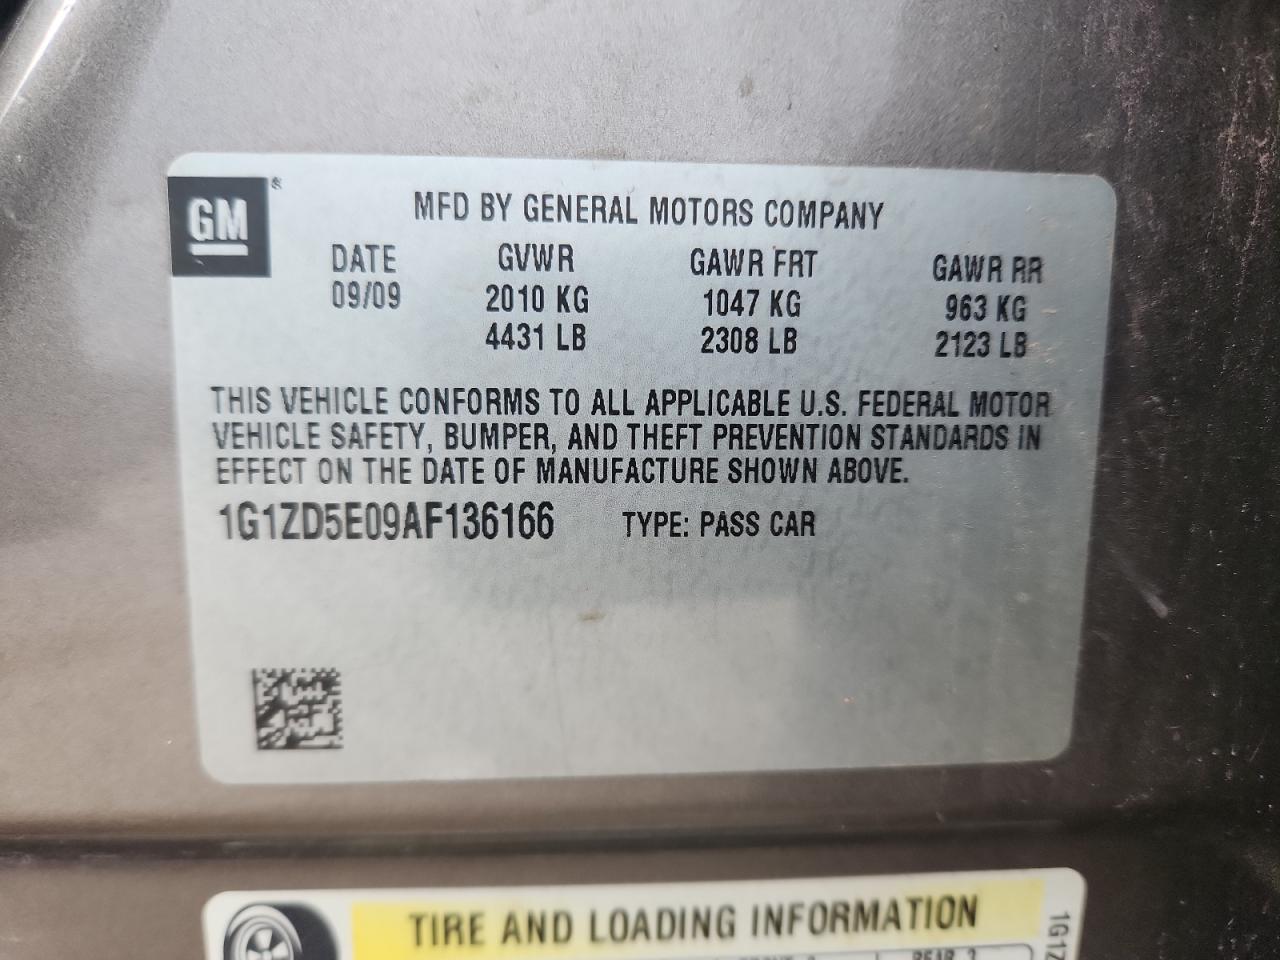 GM
MFD BY GENERAL MOTORS COMPANY
DATE GVWR GAWR FRT GAWR RR
09/09 2010 KG 1047 KG 963 KG
4431 LB 2308 LB 2123 LB
THIS VEHICLE CONFORMS TO ALL APPLICABLE U.S. FEDERAL MOTOR
VEHICLE SAFETY, BUMPER, AND THEFT PREVENTION STANDARDS IN
EFFECT ON THE DATE OF MANUFACTURE SHOWN ABOVE.
1G1ZD5E09AF136166 TYPE: PASS CAR
TIRE AND LOADING INFORMATION
1G1Z